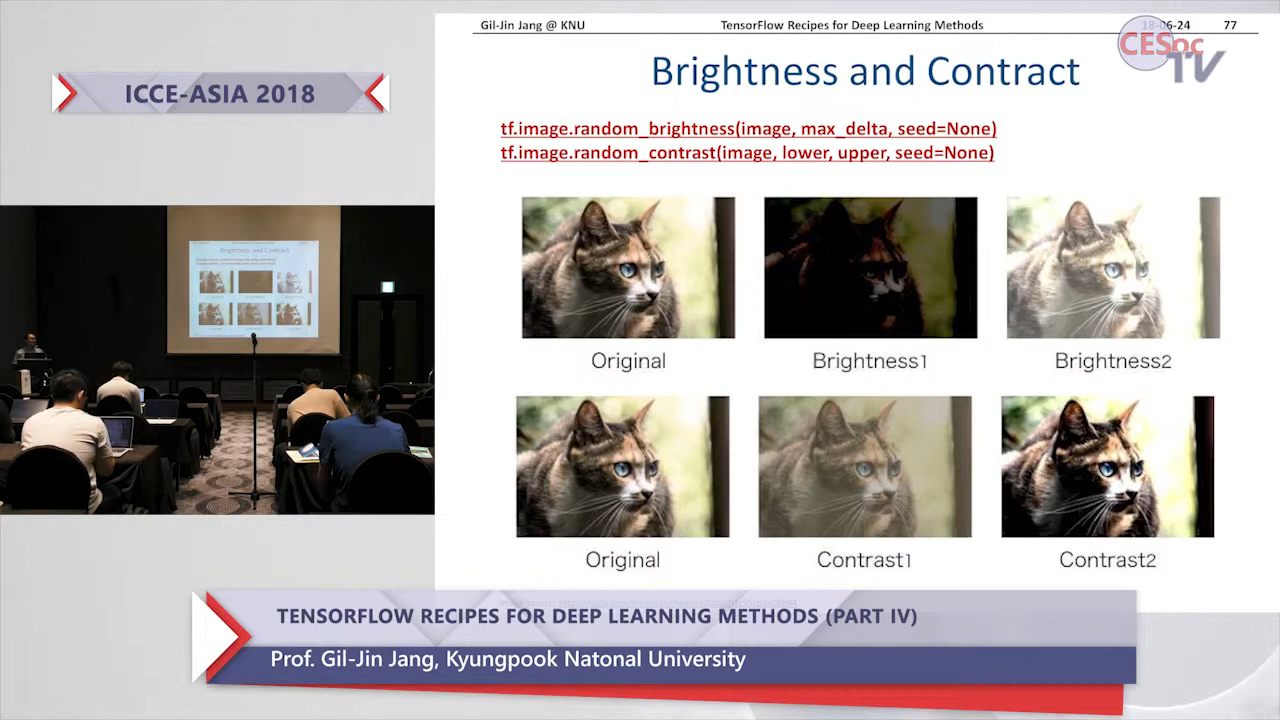 Gil-Jin Jang @ KNU TensorFlow Recipes for Deep Learning Methods 18-06-24 77
CESoc TV
Brightness and Contract
ICCE-ASIA 2018
tf.image.random_brightness(image, max_delta, seed=None)
tf.image.random_contrast(image, lower, upper, seed=None)
Original Brightness1 Brightness2
Original Contrast1 Contrast2
Brightness and Contract
TENSORFLOW RECIPES FOR DEEP LEARNING METHODS (PART IV)
Prof. Gil-Jin Jang, Kyungpook Natonal University